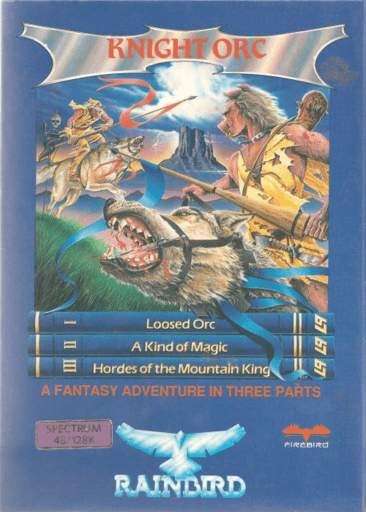 KNIGHT ORC
I
Loosed Orc
II
A Kind of Magic
III
Hordes of the Mountain King
A FANTASY ADVENTURE IN THREE PARTS
SPECTRUM
48/128K
FIREBIRD
RAINBIRD